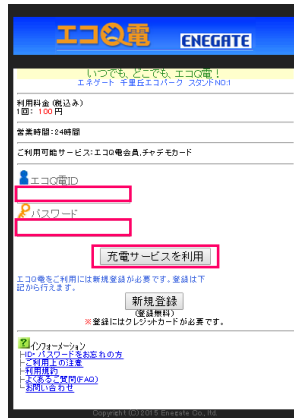 エコQ電 ENEGATE
いつでも、どこでも、エコQ電!
エネゲート 千里丘エコパーク スタンドNO:1
利用料金(税込み)
1回: 100 円
営業時間:24時間
ご利用可能サービス:エコQ電会員,チャデモカード
エコQ電ID
パスワード
充電サービスを利用
エコQ電をご利用には新規登録が必要です。登録は下
記から行えます。
新規登録
(登録無料)
※登録にはクレジットカードが必要です。
インフォーメーション
ID・パスワードをお忘れの方
ご利用上の注意
利用規約
よくあるご質問(FAQ)
お問い合わせ
Copyright (C)2015 Enegate Co., ltd.